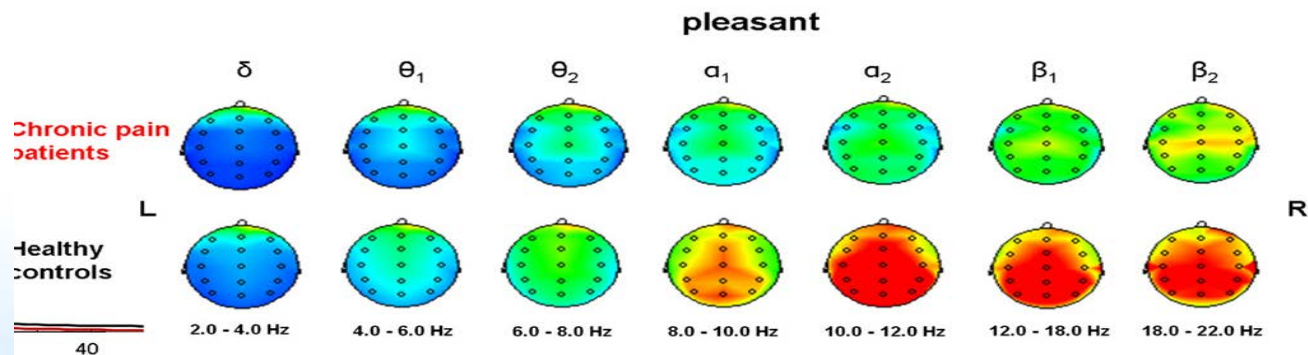 pleasant
δ θ₁ θ₂ α₁ α₂ β₁ β₂
Chronic pain
patients
L R
Healthy
controls
2.0 - 4.0 Hz 4.0 - 6.0 Hz 6.0 - 8.0 Hz 8.0 - 10.0 Hz 10.0 - 12.0 Hz 12.0 - 18.0 Hz 18.0 - 22.0 Hz
40